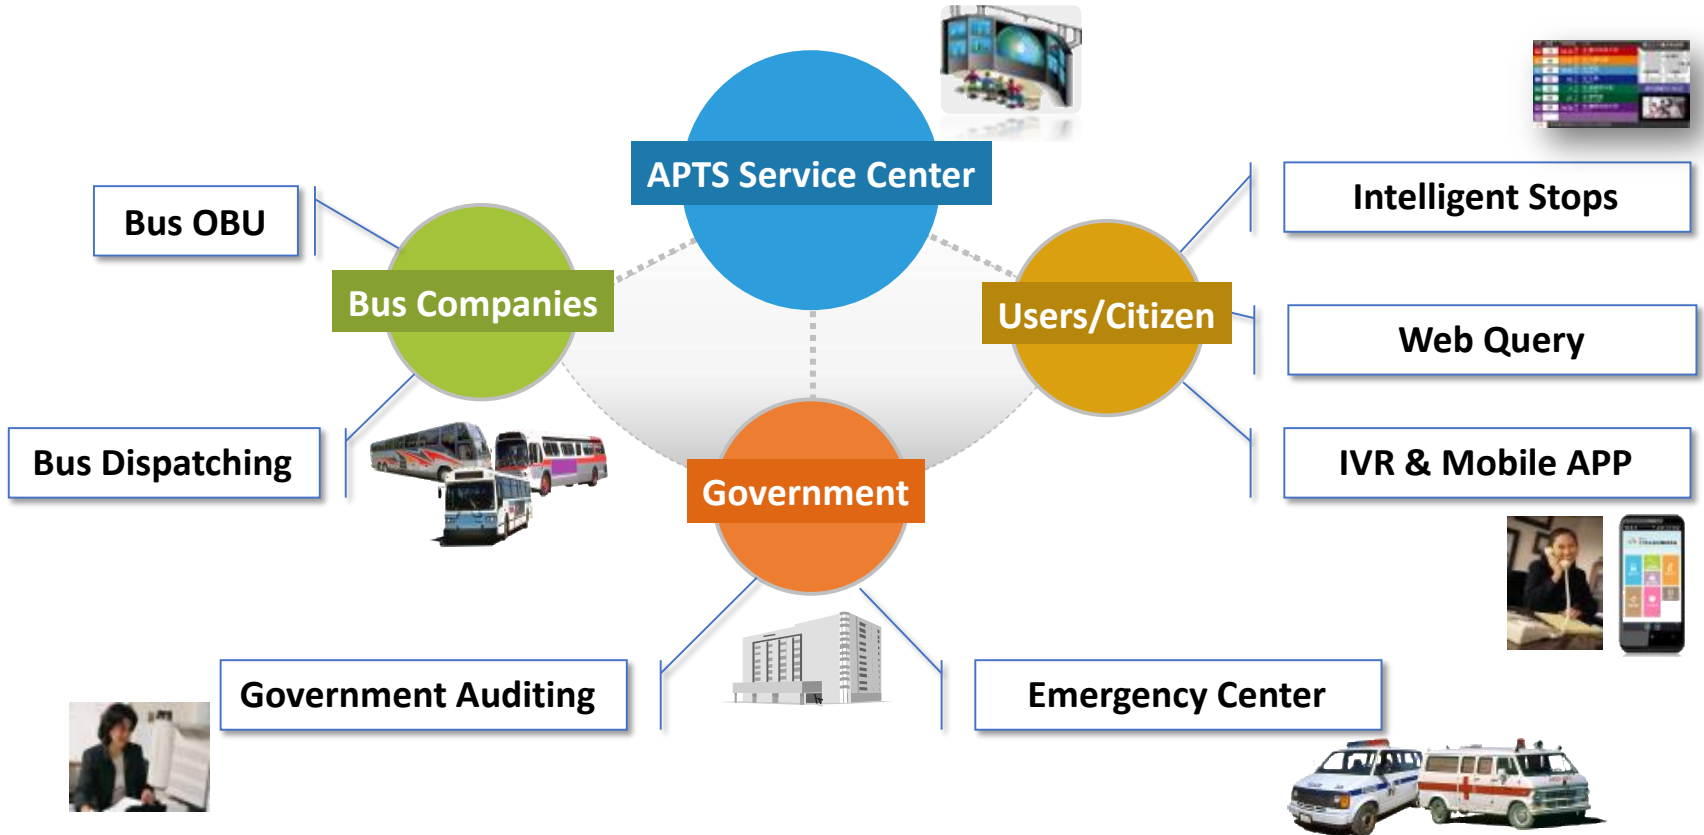 APTS Service Center
Bus OBU
Intelligent Stops
Bus Companies
Users/Citizen
Web Query
Bus Dispatching
IVR & Mobile APP
Government
Government Auditing
Emergency Center